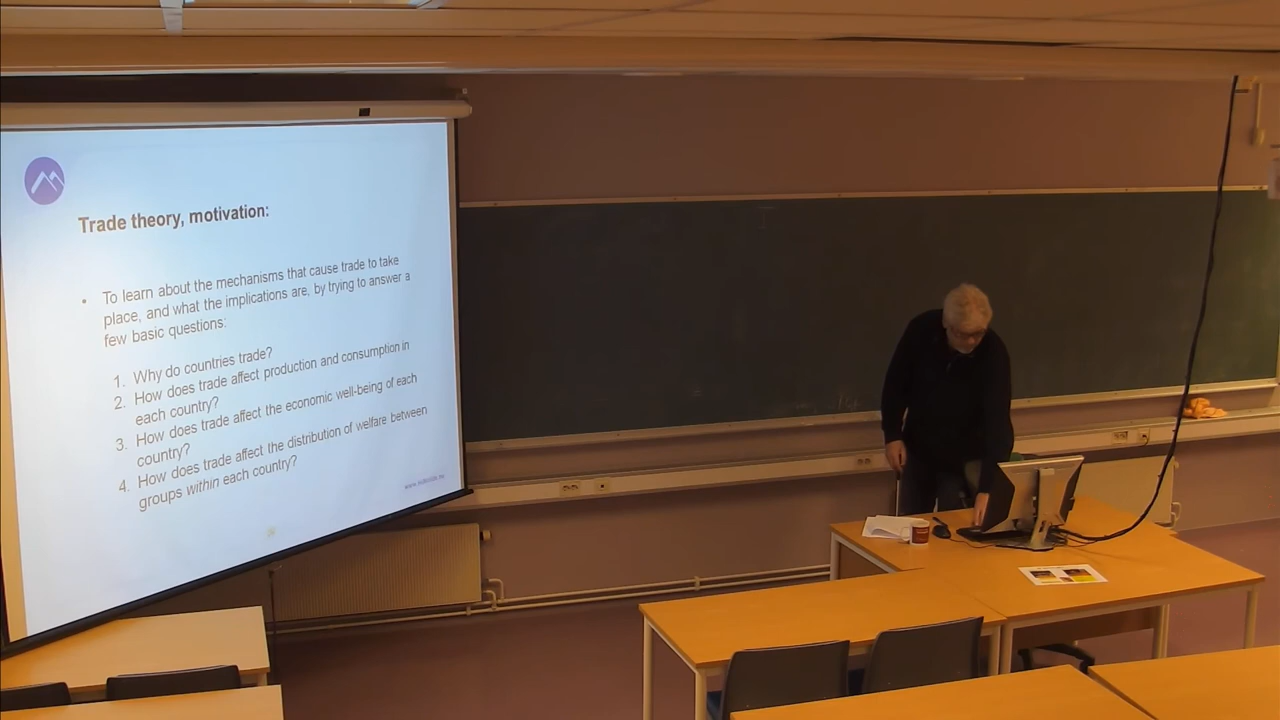 Trade theory, motivation:
• To learn about the mechanisms that cause trade to take
place, and what the implications are, by trying to answer a
few basic questions:
1. Why do countries trade?
2. How does trade affect production and consumption in
each country?
3. How does trade affect the economic well-being of each
country?
4. How does trade affect the distribution of welfare between
groups within each country?